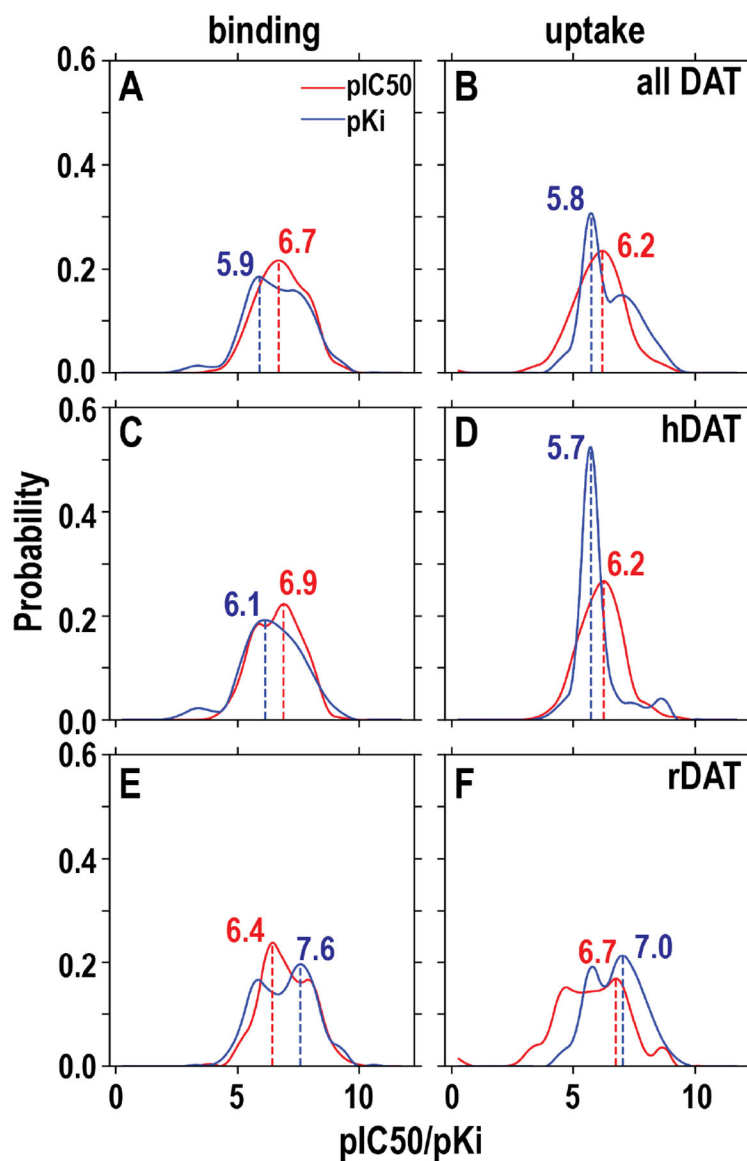 binding uptake
0.6
A
pIC50
pKi
B
all DAT
0.4
5.9
6.7
5.8
6.2
0.2
0.0
0.6
C
D
hDAT
5.7
0.4
6.1
6.9
6.2
0.2
0.0
Probability
0.6
E
F
rDAT
0.4
6.4
7.6
6.7
7.0
0.2
0.0
0 5 10 0 5 10
pIC50/pKi